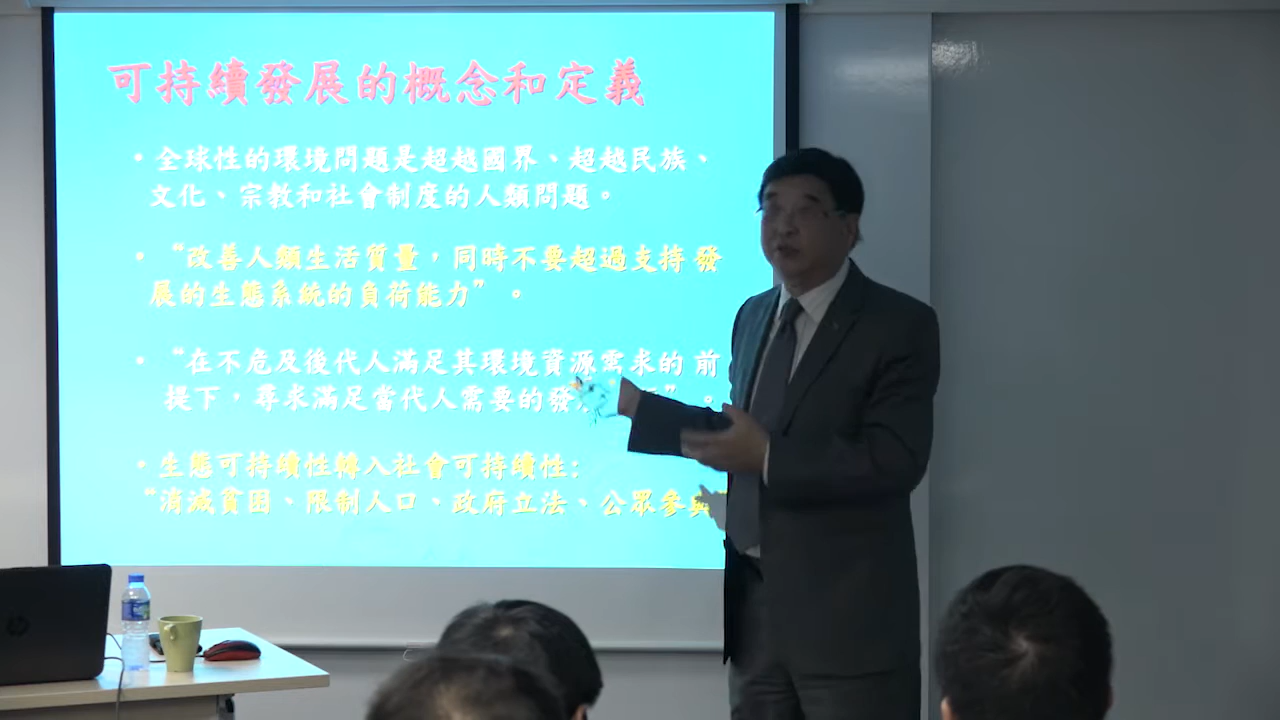 可持續發展的概念和定義
• 全球性的環境問題是超越國界、超越民族、
文化、宗教和社會制度的人類問題。
• “改善人類生活質量，同時不要超過支持 發
展的生態系統的負荷能力”。
• “在不危及後代人滿足其環境資源需求的 前
提下，尋求滿足當代人需要的發 ”。
• 生態可持續性轉入社會可持續性:
“消減貧困、限制人口、政府立法、公眾參與
hp